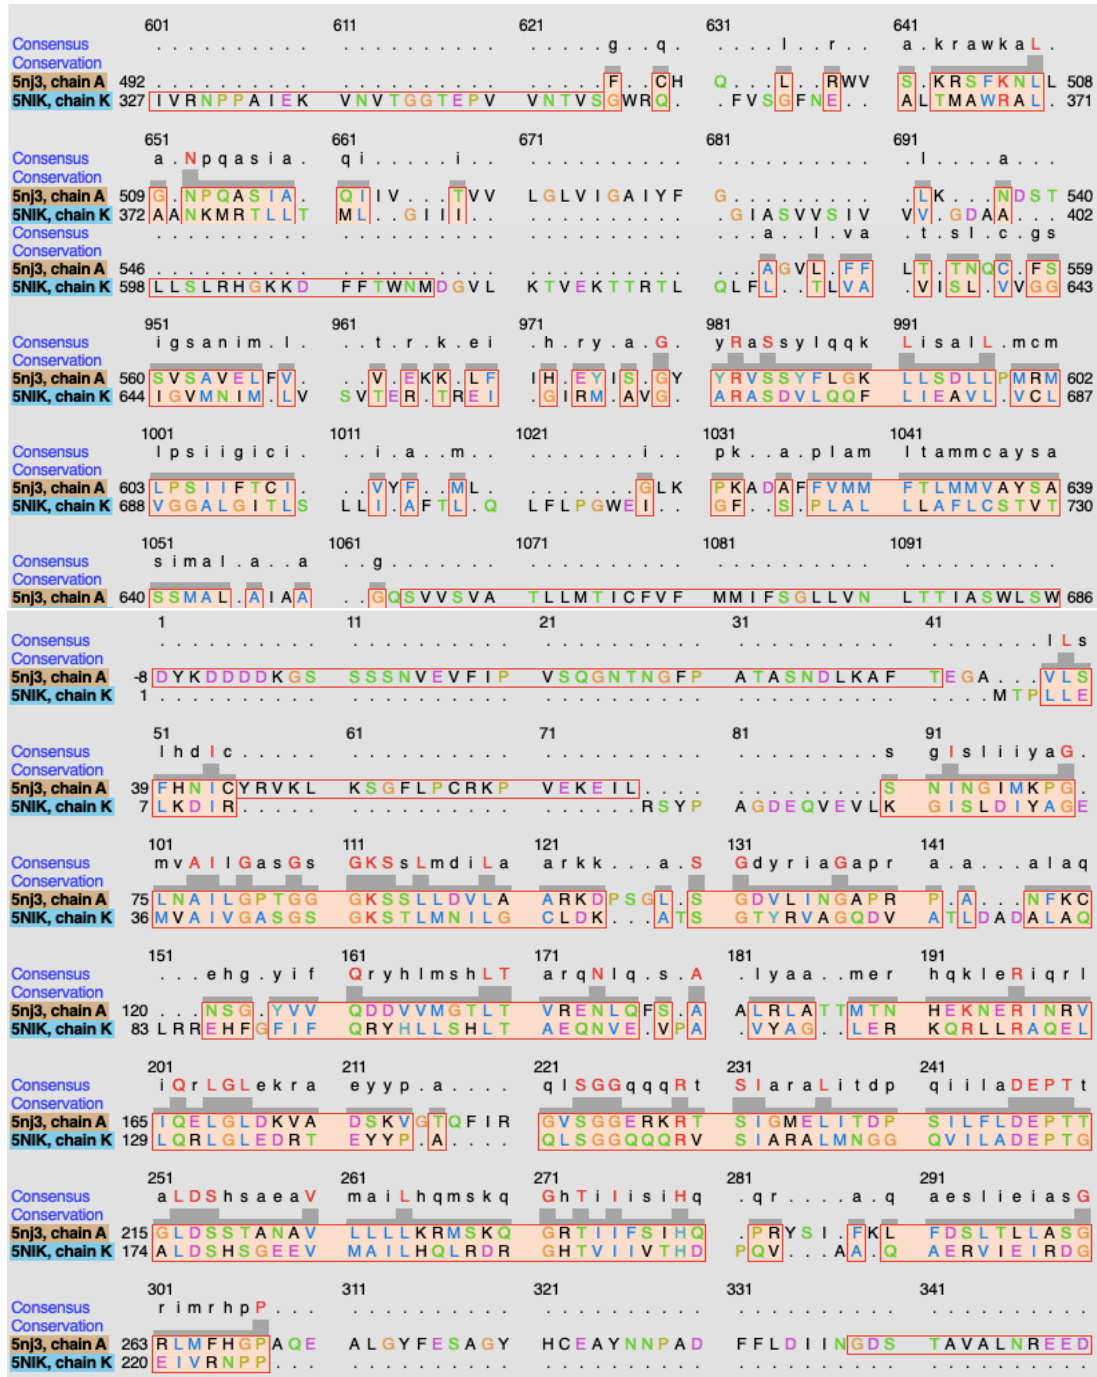 601 611 621 631 641
Consensus . . . . . . . . . . . . . . . . . . . . . . . . g . q . . . . l . . r . . a . k r a w k a L .
Conservation
5nj3, chain A 492 . . . . . . . . . . . . . . . . . . . . . . . . F . C H Q . . . L . . R W V S . K R S F K N L L 508
5NIK, chain K 327 I V R N P P A I E K V N V T G G T E P V V N T V S G W R Q . . F V S G F N E . . A L T M A W R A L . 371
651 661 671 681 691
Consensus a . N p q a s i a . q i . . . . i . . . . . . . . . . . . . . . . . . . . . . . . l . . . a . . .
Conservation
5nj3, chain A 509 G . N P Q A S I A . Q I I V . . . T V V L G L V I G A I Y F G . . . . . . . . . . L K . . N D S T 540
5NIK, chain K 372 A A N K M R T L L T M L . . G I I I . . . . . . . . . . . . . G I A S V V S I V V V . G D A A . . . 402
Consensus . . . . . . . . . . . . . . . . . . . . . . . . . . . . . . . . . a . . l . v a . t . s l . c . g s
Conservation
5nj3, chain A 546 . . . . . . . . . . . . . . . . . . . . . . . . . . . . . . . . . A G V L . F F L T . T N Q C . F S 559
5NIK, chain K 598 L L S L R H G K K D F F T W N M D G V L K T V E K T T R T L Q L F L . . T L V A . V I S L . V V G G 643
951 961 971 981 991
Consensus i g s a n i m . l . . . t . r . k . e i . h . r y . a . G . y R a S s y l q q k L i s a l L . m c m
Conservation
5nj3, chain A 560 S V S A V E L F V . . . V . E K K . L F I H . E Y I S . G Y Y R V S S Y F L G K L L S D L L P M R M 602
5NIK, chain K 644 I G V M N I M . L V S V T E R . T R E I . G I R M . A V G . A R A S D V L Q Q F L I E A V L . V C L 687
1001 1011 1021 1031 1041
Consensus l p s i i g i c i . . . i . a . . m . . . . . . . . . i . . p k . . a . p l a m l t a m m c a y s a
Conservation
5nj3, chain A 603 L P S I I F T C I . . . V Y F . . M L . . . . . . . . G L K P K A D A F F V M M F T L M M V A Y S A 639
5NIK, chain K 688 V G G A L G I T L S L L I . A F T L . Q L F L P G W E I . . G F . . S . P L A L L L A F L C S T V T 730
1051 1061 1071 1081 1091
Consensus s i m a l . a . . a . . g . . . . . . . . . . . . . . . . . . . . . . . . . . . . . . . . . . . . .
Conservation
5nj3, chain A 640 S S M A L . A I A A . . G Q S V V S V A T L L M T I C F V F M M I F S G L L V N L T T I A S W L S W 686
1 11 21 31 41
Consensus . . . . . . . . . . . . . . . . . . . . . . . . . . . . . . . . . . . . . . . . . . . . . . . l L s
Conservation
5nj3, chain A -8 D Y K D D D D K G S S S S N V E V F I P V S Q G N T N G F P A T A S N D L K A F T E G A . . . V L S
5NIK, chain K 1 . . . . . . . . . . . . . . . . . . . . . . . . . . . . . . . . . . . . . . . . . . . . M T P L L E
51 61 71 81 91
Consensus l h d I c . . . . . . . . . . . . . . . . . . . . . . . . . . . . . . . . . s g I s l i i y a G .
Conservation
5nj3, chain A 39 F H N I C Y R V K L K S G F L P C R K P V E K E I L . . . . . . . . . . . . . S N I N G I M K P G .
5NIK, chain K 7 L K D I R . . . . . . . . . . . . . . . . . . . . R S Y P A G D E Q V E V L K G I S L D I Y A G E
101 111 121 131 141
Consensus m v A I l G a s G s G K S s L m d i L a a r k k . . . a . S G d y r i a G a p r a . a . . . a l a q
Conservation
5nj3, chain A 75 L N A I L G P T G G G K S S L L D V L A A R K D P S G L . S G D V L I N G A P R P . A . . . N F K C
5NIK, chain K 36 M V A I V G A S G S G K S T L M N I L G C L D K . . . A T S G T Y R V A G Q D V A T L D A D A L A Q
151 161 171 181 191
Consensus . . . e h g . y i f Q r y h l m s h L T a r q N l q . s . A . l y a a . . m e r h q k l e R i q r l
Conservation
5nj3, chain A 120 . . N S G . Y V V Q D D V V M G T L T V R E N L Q F S . A A L R L A T T M T N H E K N E R I N R V
5NIK, chain K 83 L R R E H F G F I F Q R Y H L L S H L T A E Q N V E . V P A . V Y A G . . L E R K Q R L L R A Q E L
201 211 221 231 241
Consensus i Q r L G L e k r a e y y p . a . . . . q l S G G q q q R t S I a r a L i t d p q i i l a D E P T t
Conservation
5nj3, chain A 165 I Q E L G L D K V A D S K V G T Q F I R G V S G G E R K R T S I G M E L I T D P S I L F L D E P T T
5NIK, chain K 129 L Q R L G L E D R T E Y Y P . A . . . . Q L S G G Q Q Q R V S I A R A L M N G G Q V I L A D E P T G
251 261 271 281 291
Consensus a L D S h s a e a V m a i L h q m s k q G h T i I i s i H q . q r . . . . a . q a e s l i e i a s G
Conservation
5nj3, chain A 215 G L D S S T A N A V L L L L K R M S K Q G R T I I F S I H Q . P R Y S I . F K L F D S L T L L A S G
5NIK, chain K 174 A L D S H S G E E V M A I L H Q L R D R G H T V I I V T H D P Q V . . . A A . Q A E R V I E I R D G
301 311 321 331 341
Consensus r i m r h p P . . . . . . . . . . . . . . . . . . . . . . . . . . . . . . . . . . . . . . . . . . .
Conservation
5nj3, chain A 263 R L M F H G P A Q E A L G Y F E S A G Y H C E A Y N N P A D F F L D I I N G D S T A V A L N R E E D
5NIK, chain K 220 E I V R N P P . . . . . . . . . . . . . . . . . . . . . . . . . . . . . . . . . . . . . . . . . . .